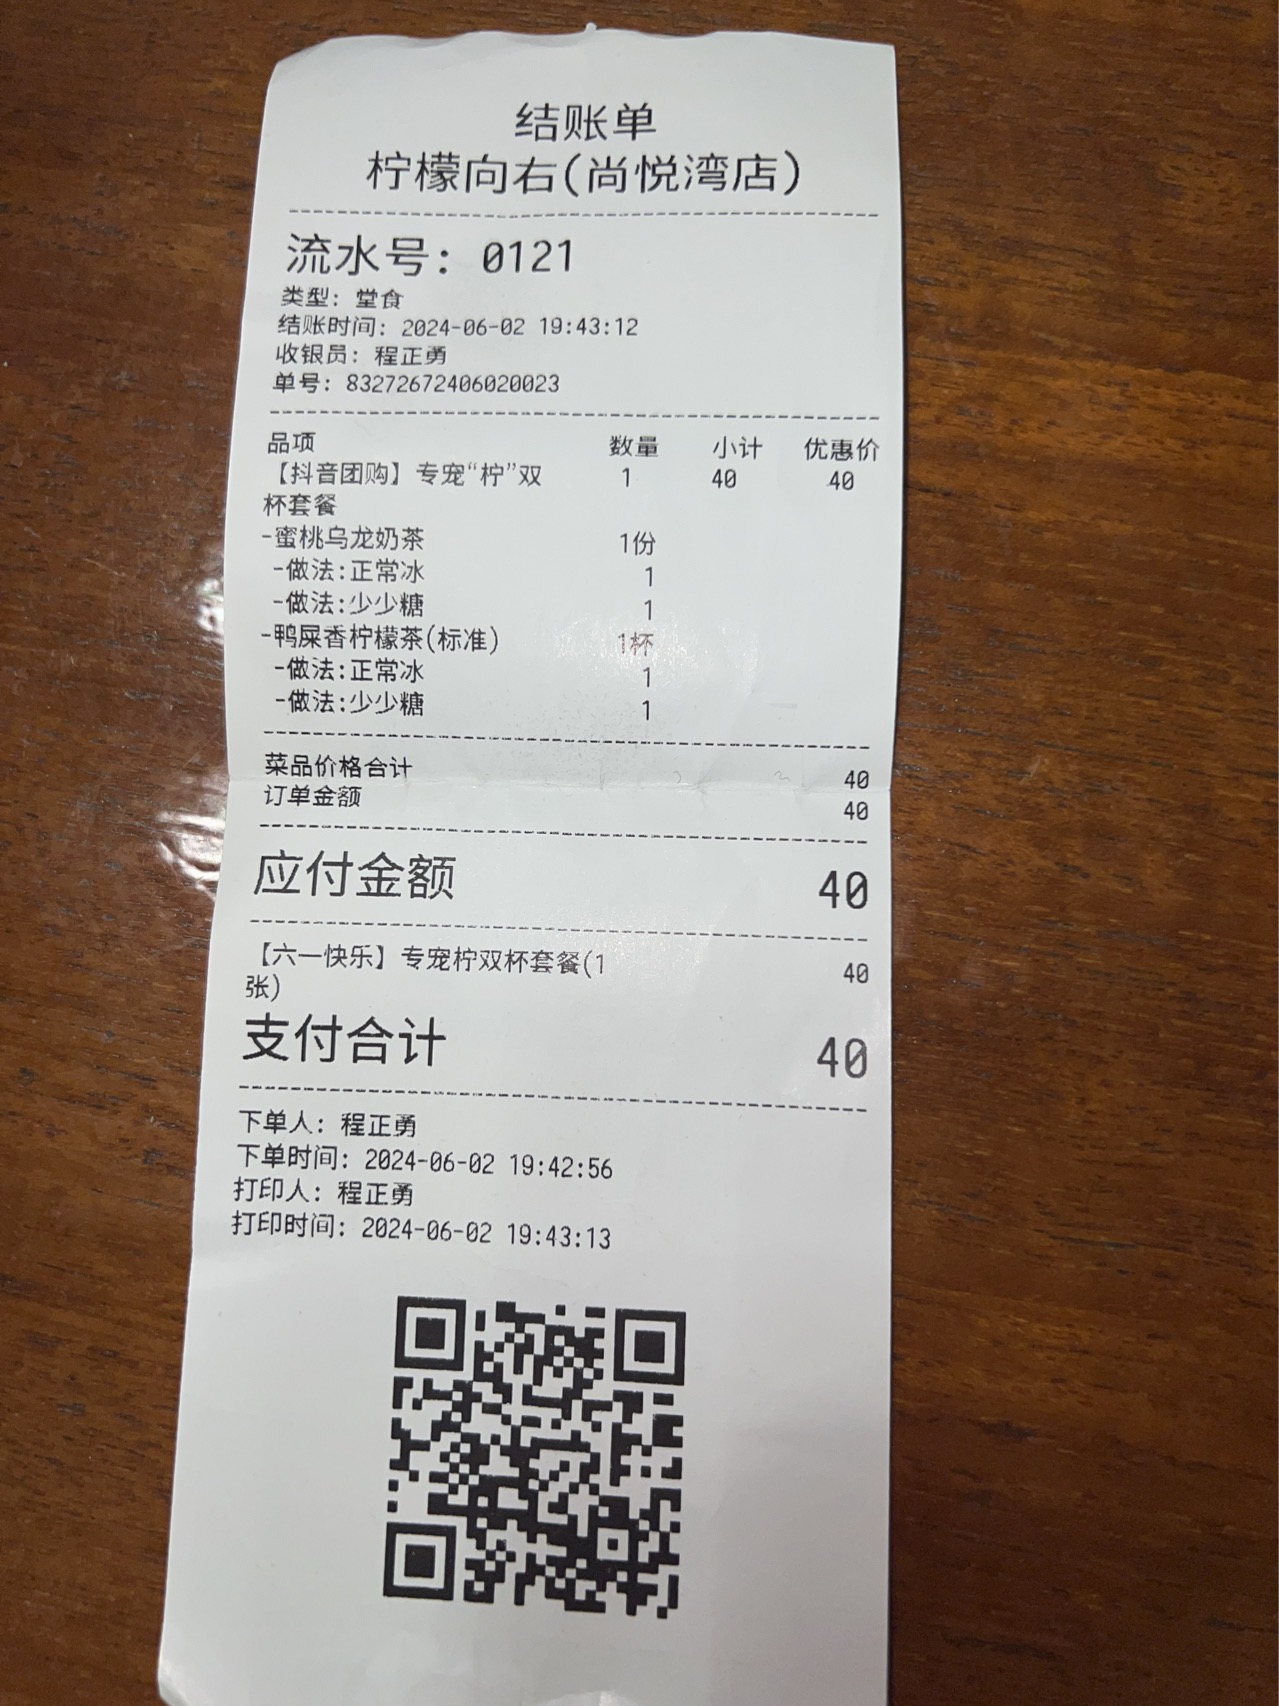 结账单
柠檬向右(尚悦湾店)
流水号: 0121
类型: 堂食
结账时间: 2024-06-02 19:43:12
收银员: 程正勇
单号: 83272672406020023
品项 数量 小计 优惠价
【抖音团购】专宠“柠”双 1 40 40
杯套餐
-蜜桃乌龙奶茶 1份
-做法:正常冰 1
-做法:少少糖 1
-鸭屎香柠檬茶(标准) 1杯
-做法:正常冰 1
-做法:少少糖 1
菜品价格合计 40
订单金额 40
应付金额 40
【六一快乐】专宠柠双杯套餐(1 40
张)
支付合计 40
下单人: 程正勇
下单时间: 2024-06-02 19:42:56
打印人: 程正勇
打印时间: 2024-06-02 19:43:13